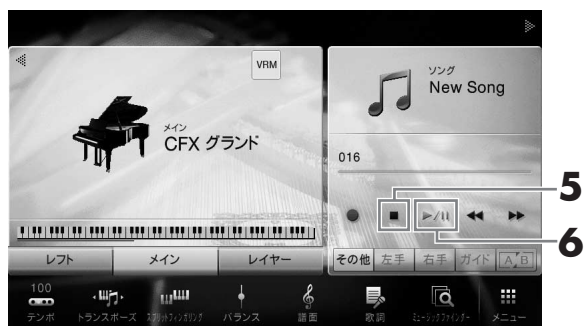 VRM
メイン
CFX グランド
レフト
メイン
レイヤー
ソング
New Song
016
5
6
その他
左手
右手
ガイド
A B
100
テンポ
トランスポーズ
スプリット/フィンガリング
バランス
譜面
歌詞
ミュージックファインダー
メニュー